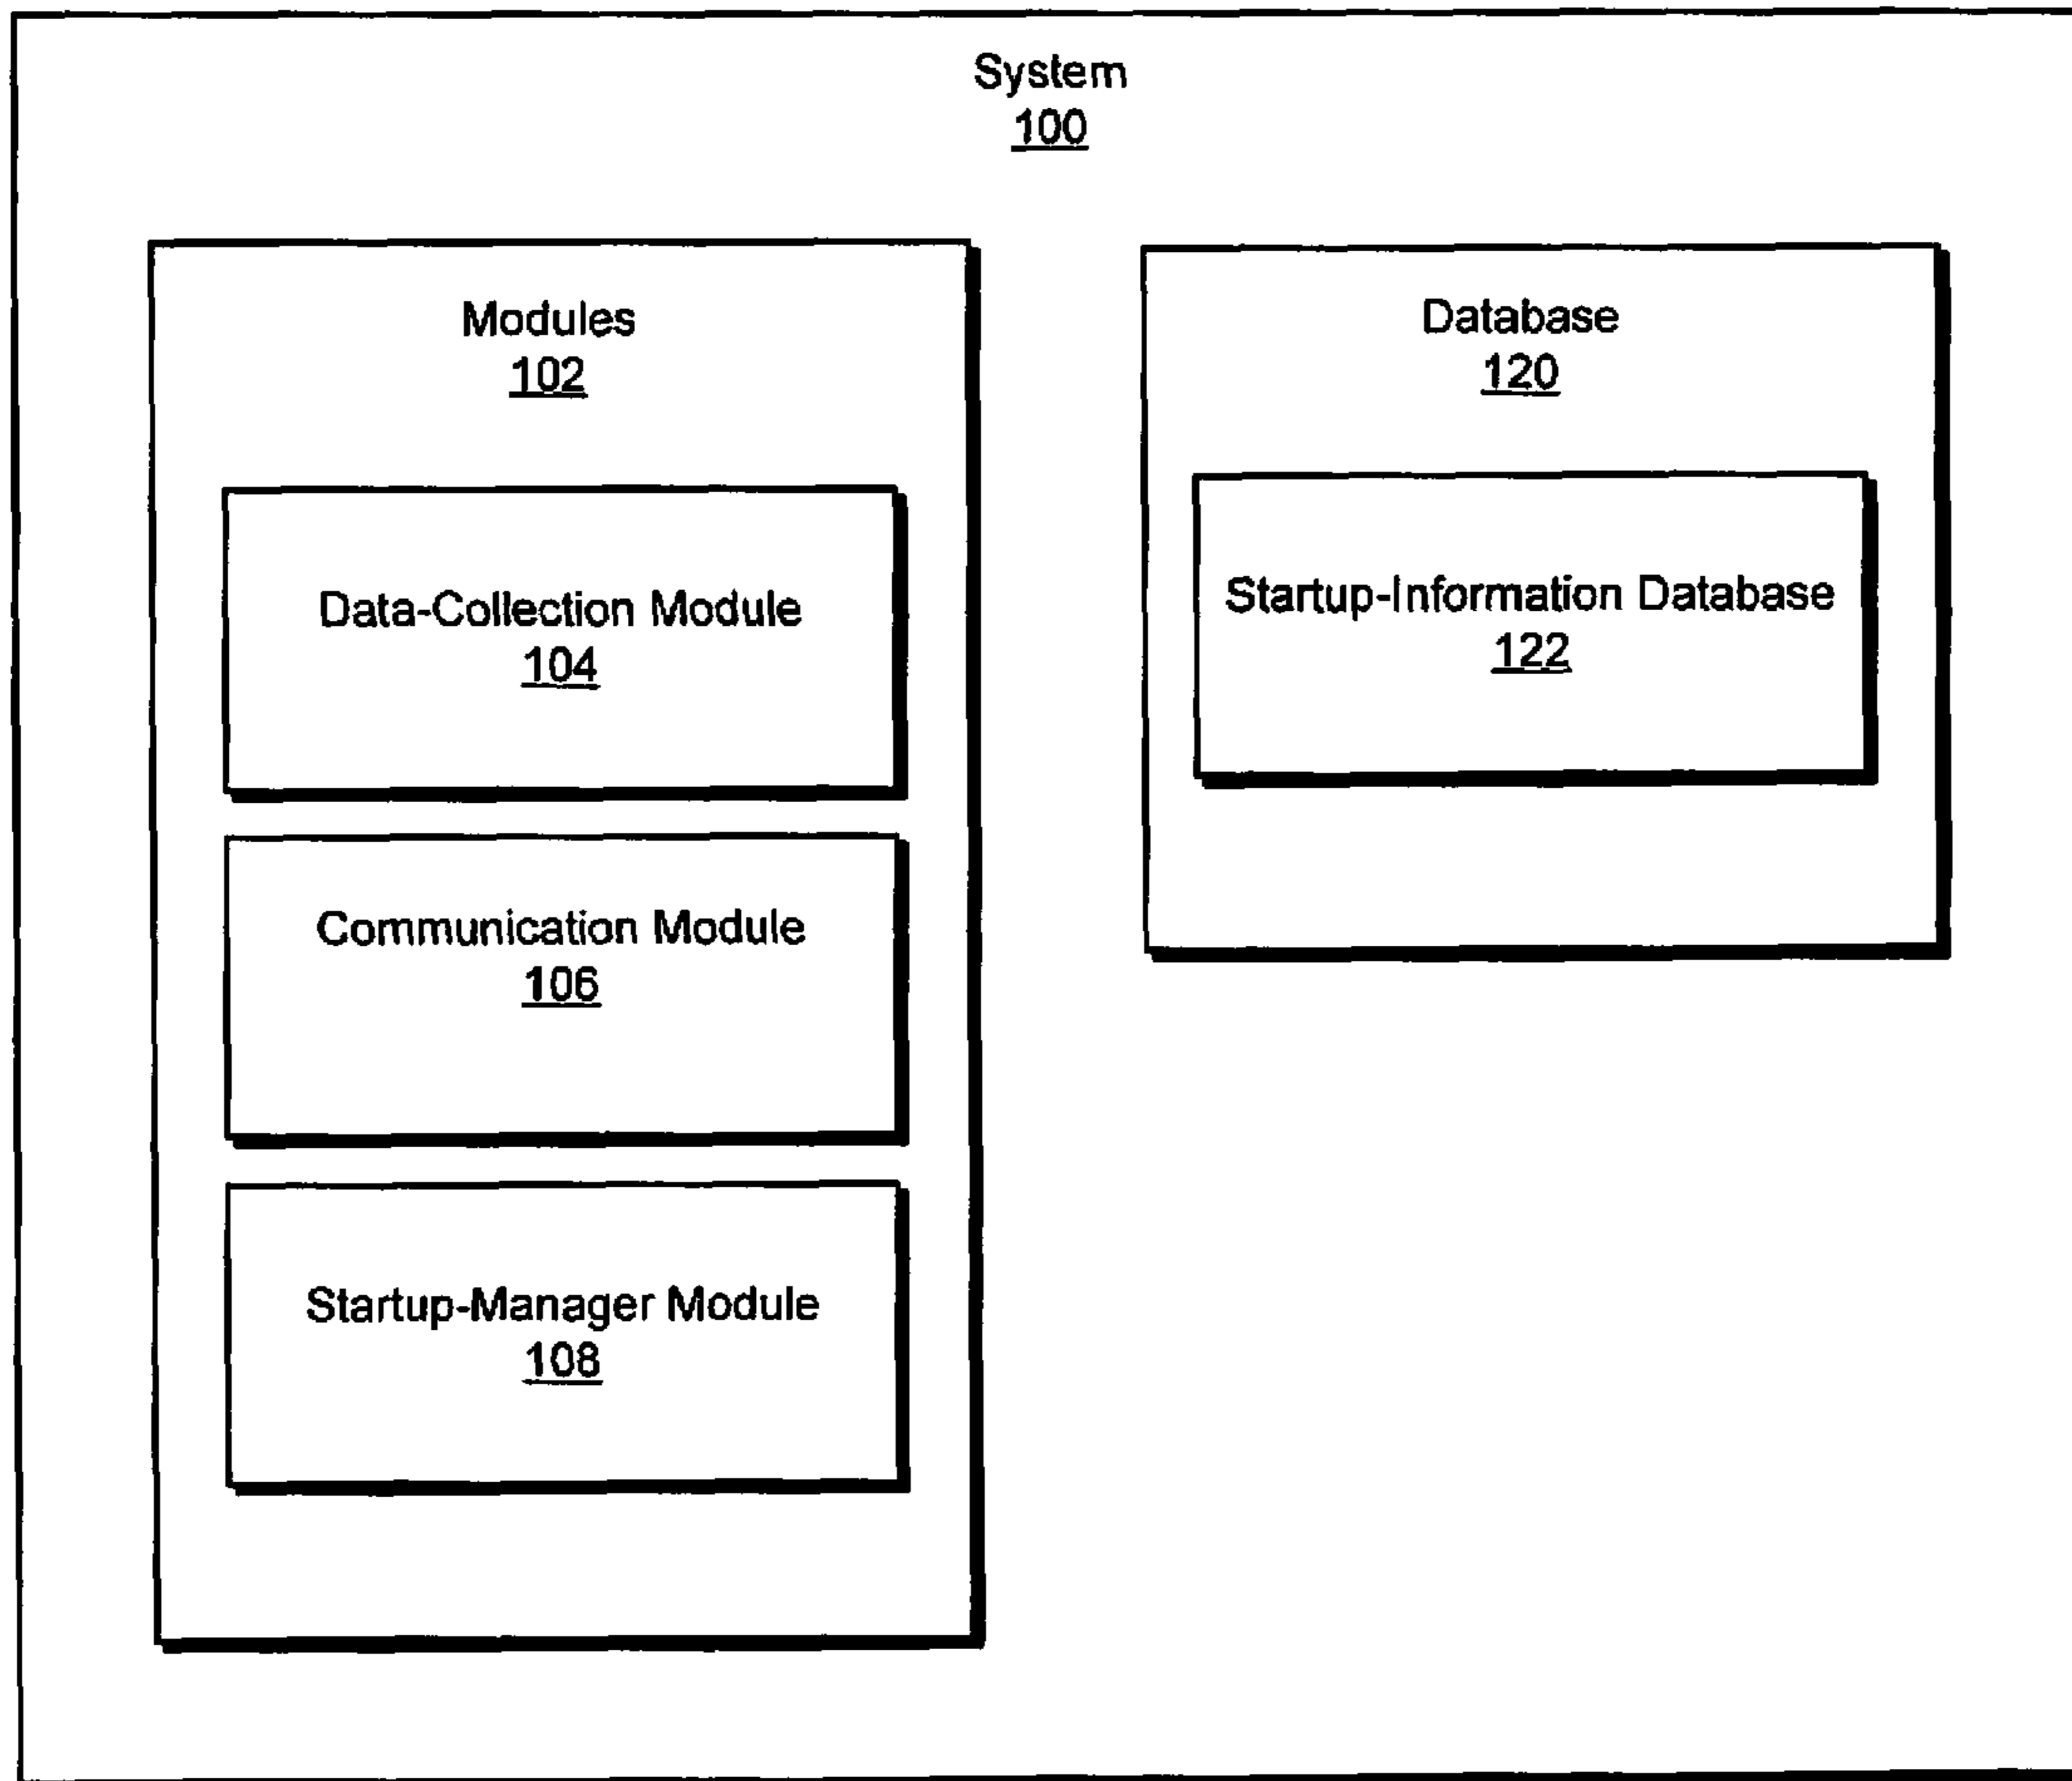 System
100
Modules
102
Data-Collection Module
104
Communication Module
106
Startup-Manager Module
108
Database
120
Startup-Information Database
122